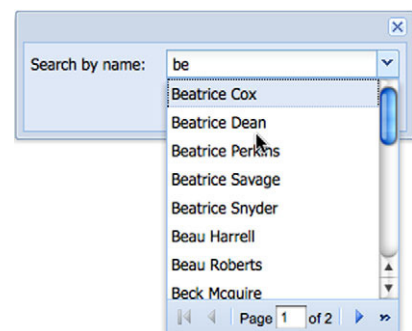 Search by name: be
Beatrice Cox
Beatrice Dean
Beatrice Perkins
Beatrice Savage
Beatrice Snyder
Beau Harrell
Beau Roberts
Beck Mcguire
Page 1 of 2